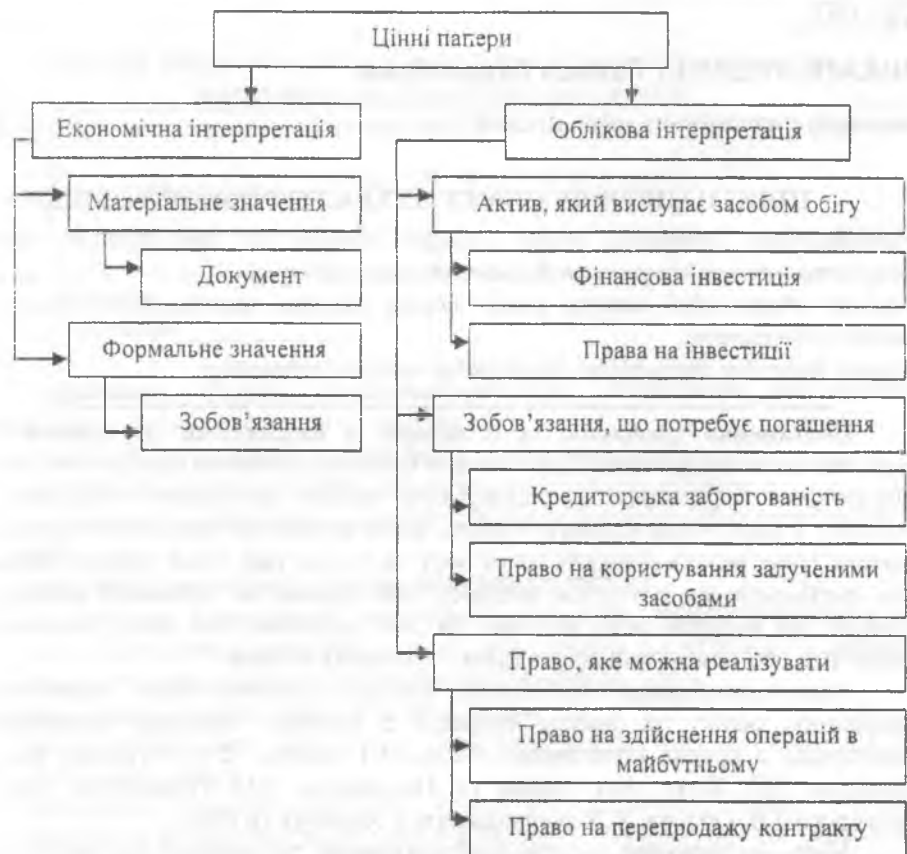 Цінні папери
Економічна інтерпретація
Облікова інтерпретація
Матеріальне значення
Документ
Формальне значення
Зобов’язання
Актив, який виступає засобом обігу
Фінансова інвестиція
Права на інвестиції
Зобов’язання, що потребує погашення
Кредиторська заборгованість
Право на користування залученими
засобами
Право, яке можна реалізувати
Право на здійснення операцій в
майбутньому
Право на перепродажу контракту